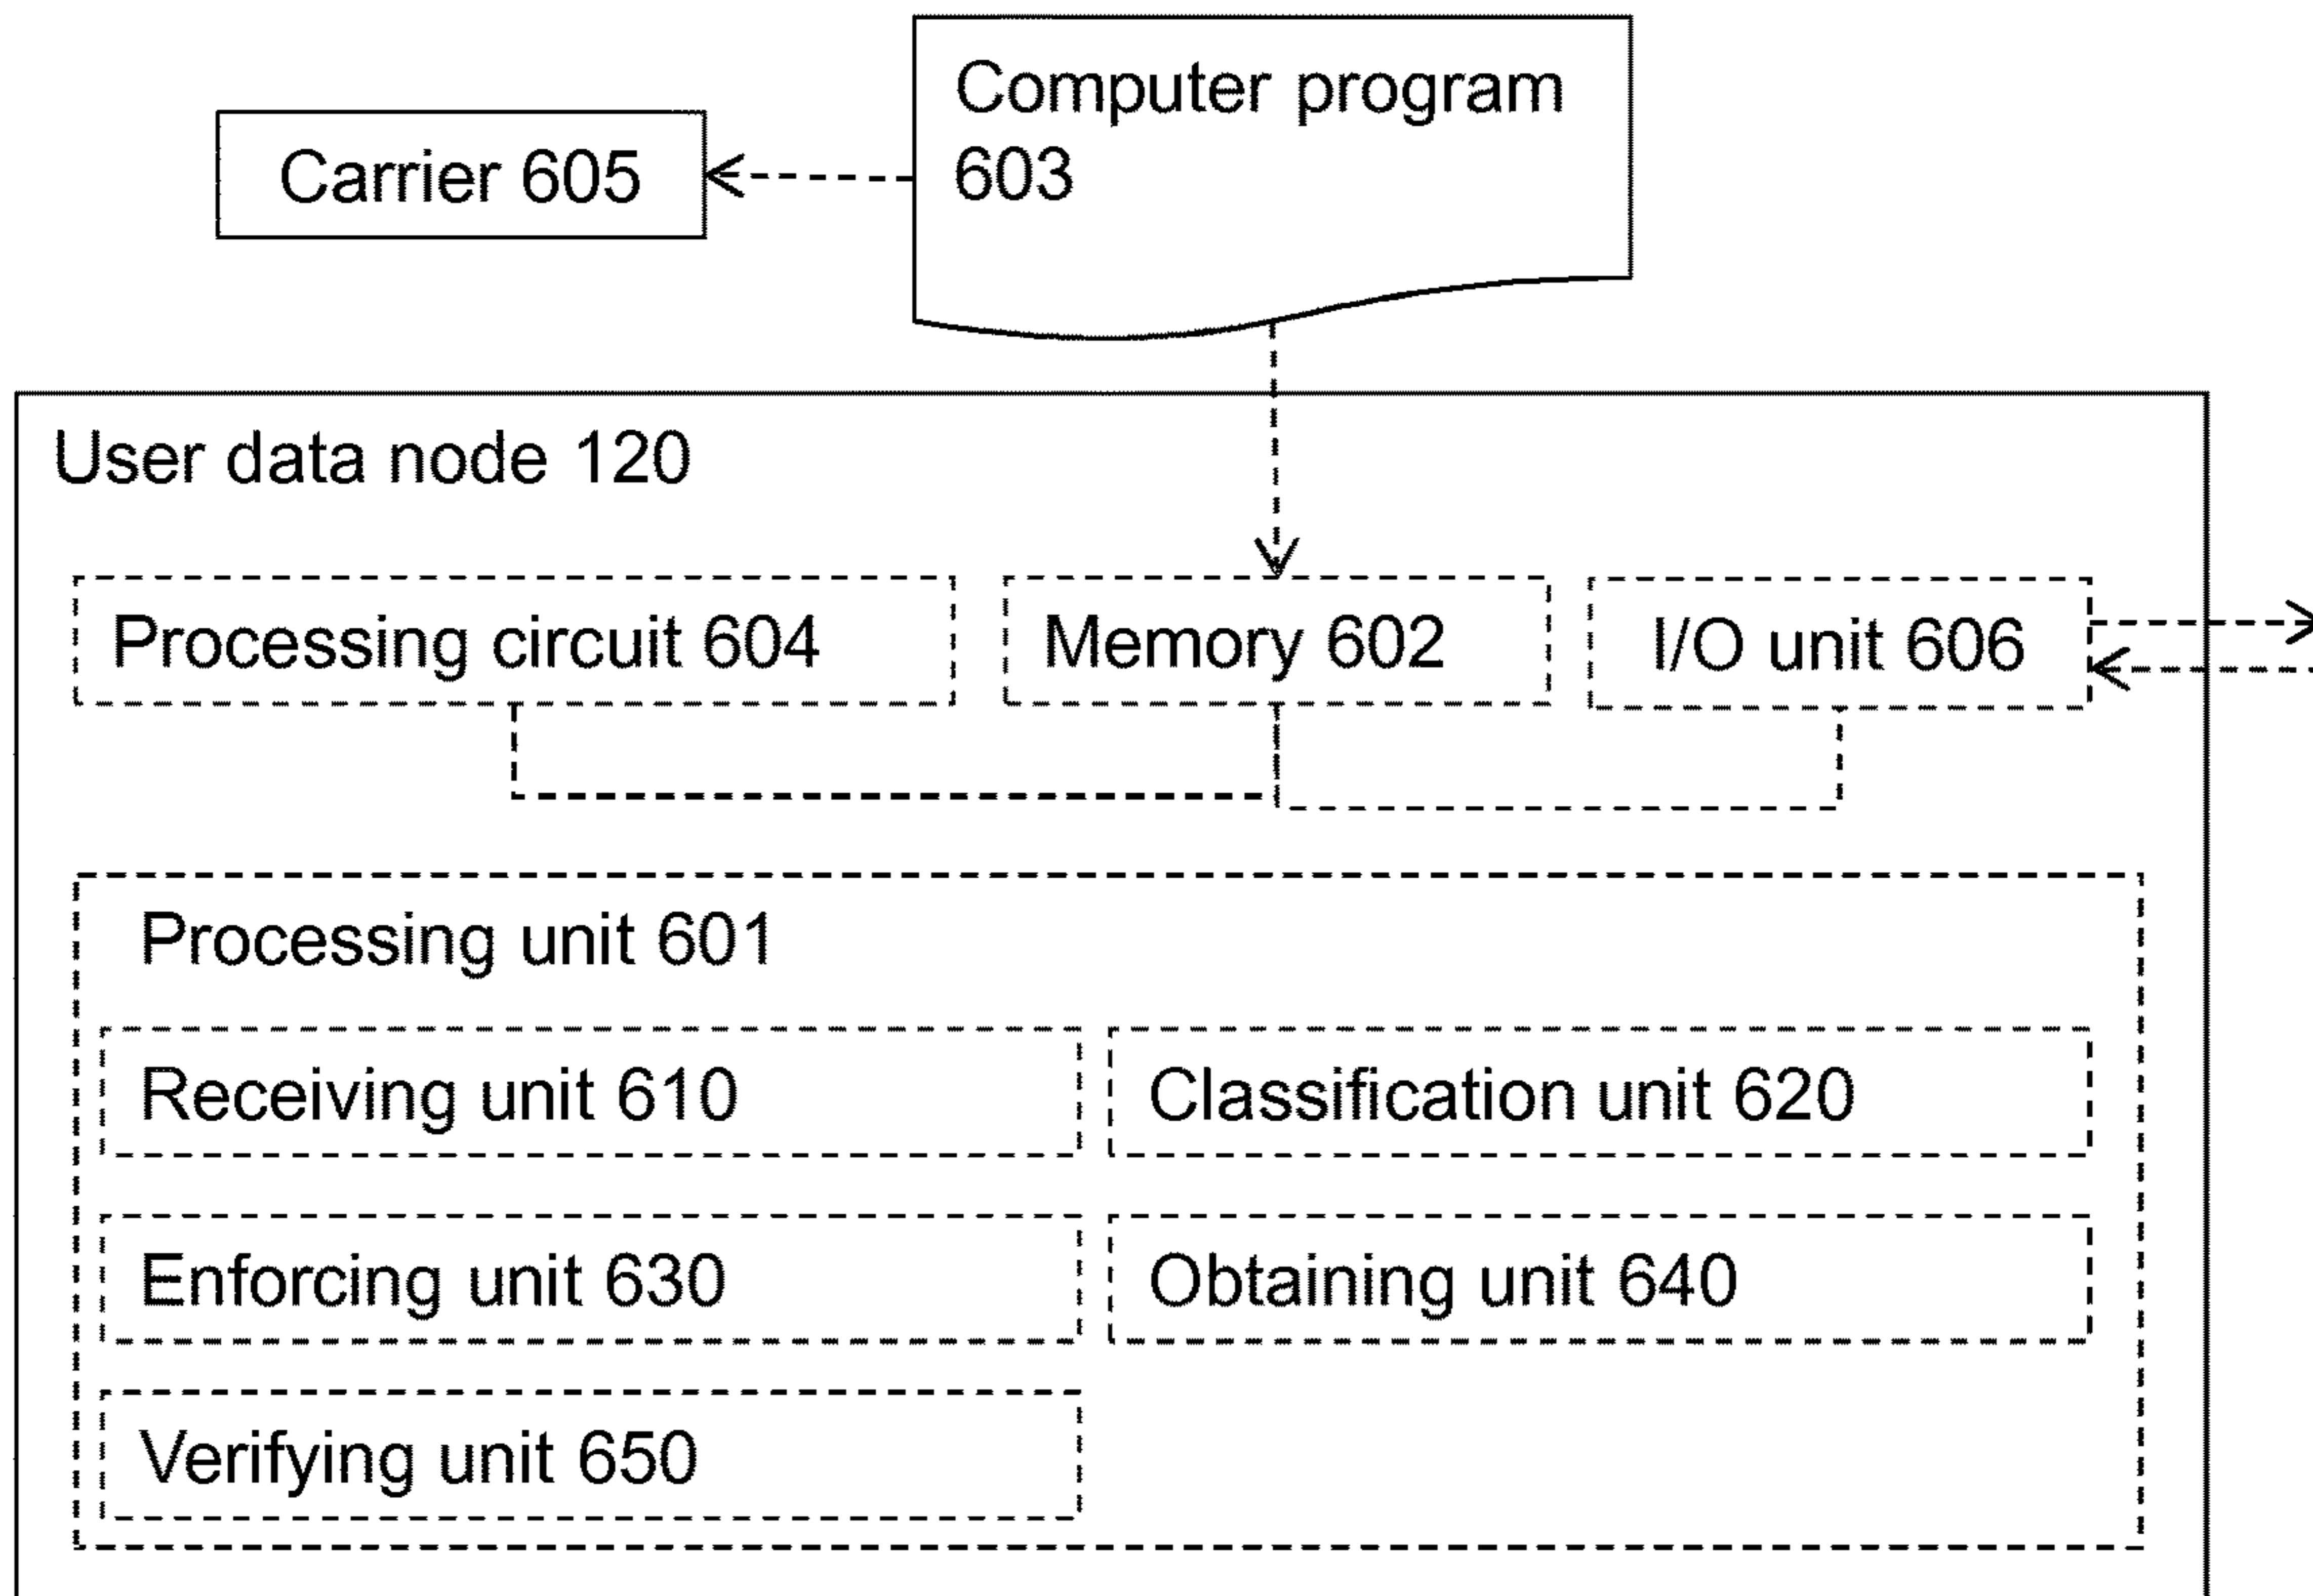 Computer program
603
Carrier 605
User data node 120
Processing circuit 604
Memory 602
I/O unit 606
Processing unit 601
Receiving unit 610
Classification unit 620
Enforcing unit 630
Obtaining unit 640
Verifying unit 650